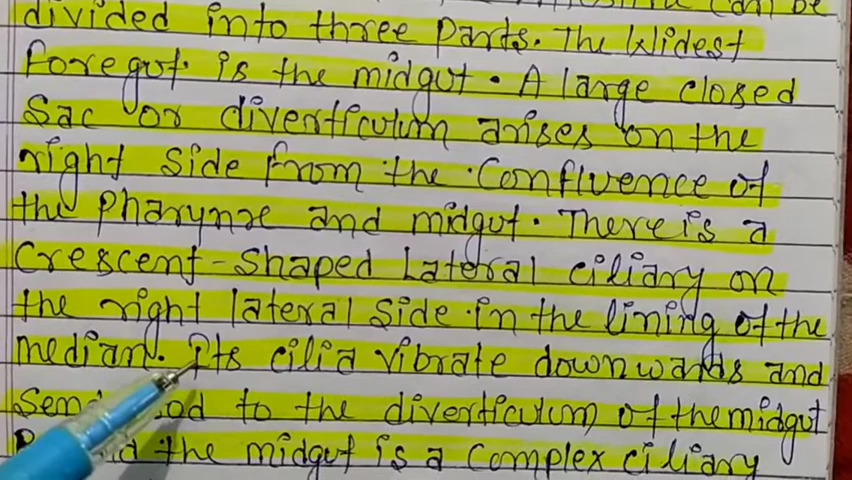 can be
divided into three parts. The Widest
foregut is the midgut. A large closed
Sac or diverticulum arises on the
right side from the Confluence of
the pharynx and midgut. There is a
Crescent-shaped Lateral ciliary on
the right lateral side in the lining of the
median. Its cilia vibrate downwards and
to the diverticulum of the midgut
the midgut is a Complex ciliary